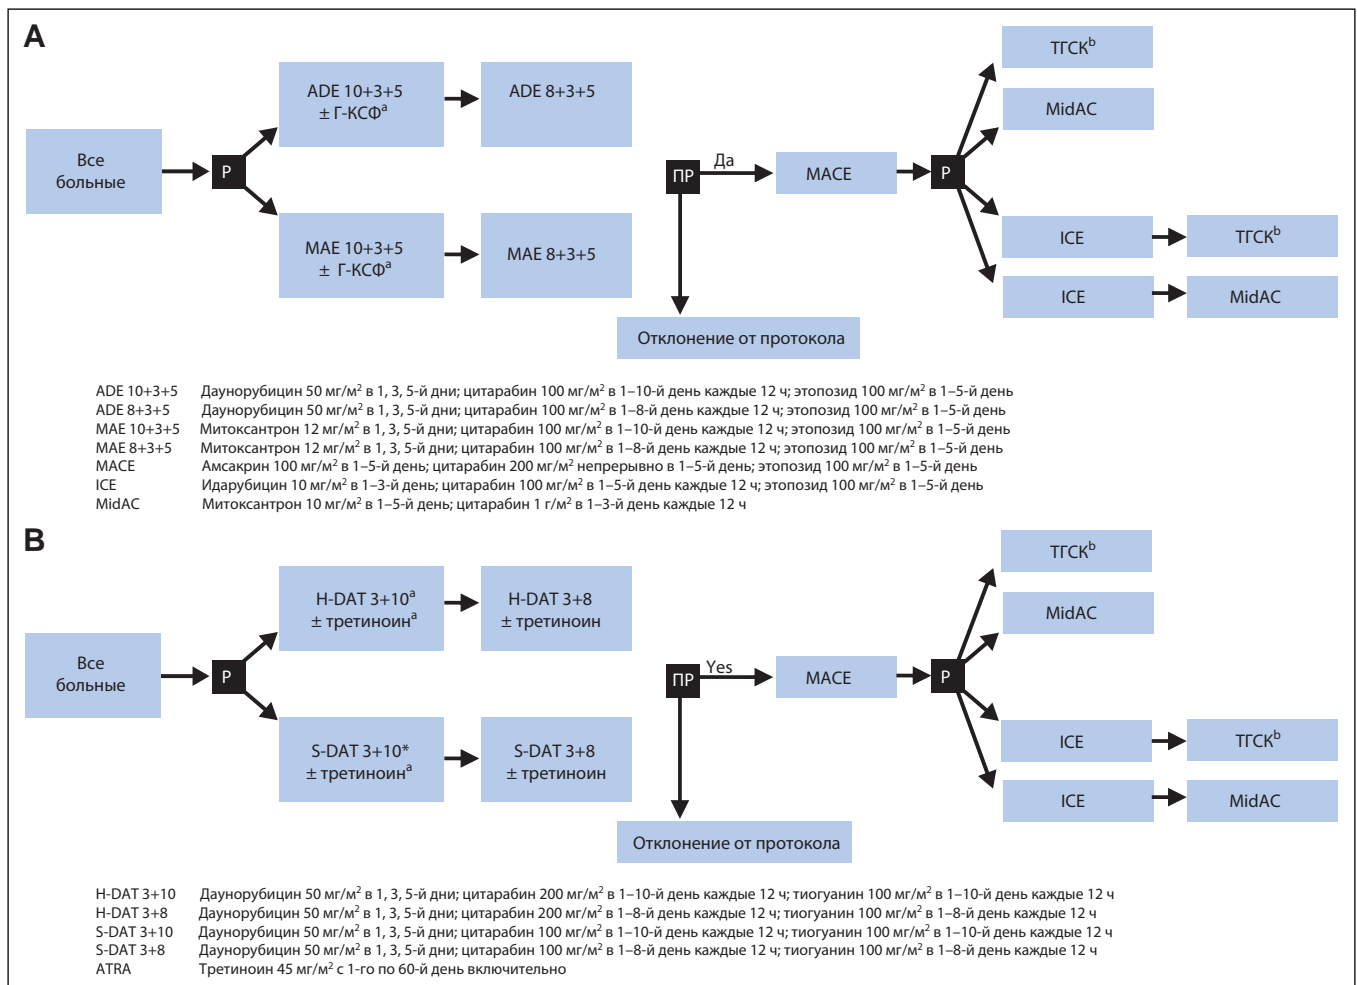 A
Все
больные
Р
ADE 10+3+5
± Г-КСФᵃ
ADE 8+3+5
MAE 10+3+5
± Г-КСФᵃ
MAE 8+3+5
ПР
Да
Отклонение от протокола
MACE
Р
ТГСКᵇ
MidAC
ICE
ТГСКᵇ
ICE
MidAC
ADE 10+3+5 Даунорубицин 50 мг/м² в 1, 3, 5-й дни; цитарабин 100 мг/м² в 1–10-й день каждые 12 ч; этопозид 100 мг/м² в 1–5-й день
ADE 8+3+5 Даунорубицин 50 мг/м² в 1, 3, 5-й дни; цитарабин 100 мг/м² в 1–8-й день каждые 12 ч; этопозид 100 мг/м² в 1–5-й день
MAE 10+3+5 Митоксантрон 12 мг/м² в 1, 3, 5-й дни; цитарабин 100 мг/м² в 1–10-й день каждые 12 ч; этопозид 100 мг/м² в 1–5-й день
MAE 8+3+5 Митоксантрон 12 мг/м² в 1, 3, 5-й дни; цитарабин 100 мг/м² в 1–8-й день каждые 12 ч; этопозид 100 мг/м² в 1–5-й день
MACE Амсакрин 100 мг/м² в 1–5-й день; цитарабин 200 мг/м² непрерывно в 1–5-й день; этопозид 100 мг/м² в 1–5-й день
ICE Идарубицин 10 мг/м² в 1–3-й день; цитарабин 100 мг/м² в 1–5-й день каждые 12 ч; этопозид 100 мг/м² в 1–5-й день
MidAC Митоксантрон 10 мг/м² в 1–5-й день; цитарабин 1 г/м² в 1–3-й день каждые 12 ч
B
Все
больные
Р
H-DAT 3+10ᵃ
± третиноинᵃ
H-DAT 3+8
± третиноин
S-DAT 3+10*
± третиноинᵃ
S-DAT 3+8
± третиноин
ПР
Yes
Отклонение от протокола
MACE
Р
ТГСКᵇ
MidAC
ICE
ТГСКᵇ
ICE
MidAC
H-DAT 3+10 Даунорубицин 50 мг/м² в 1, 3, 5-й дни; цитарабин 200 мг/м² в 1–10-й день каждые 12 ч; тиогуанин 100 мг/м² в 1–10-й день каждые 12 ч
H-DAT 3+8 Даунорубицин 50 мг/м² в 1, 3, 5-й дни; цитарабин 200 мг/м² в 1–8-й день каждые 12 ч; тиогуанин 100 мг/м² в 1–8-й день каждые 12 ч
S-DAT 3+10 Даунорубицин 50 мг/м² в 1, 3, 5-й дни; цитарабин 100 мг/м² в 1–10-й день каждые 12 ч; тиогуанин 100 мг/м² в 1–10-й день каждые 12 ч
S-DAT 3+8 Даунорубицин 50 мг/м² в 1, 3, 5-й дни; цитарабин 100 мг/м² в 1–8-й день каждые 12 ч; тиогуанин 100 мг/м² в 1–8-й день каждые 12 ч
ATRA Третиноин 45 мг/м² с 1-го по 60-й день включительно